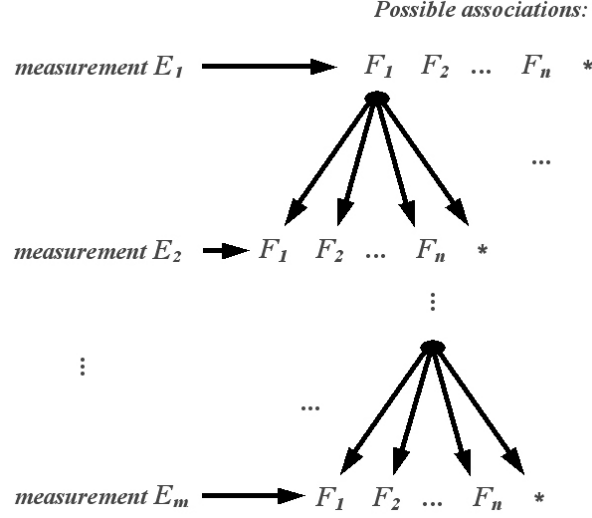 Possible associations:
measurement E₁ F₁ F₂ ... Fₙ *
...
measurement E₂ F₁ F₂ ... Fₙ *
⋮
⋮
...
measurement Eₘ F₁ F₂ ... Fₙ *